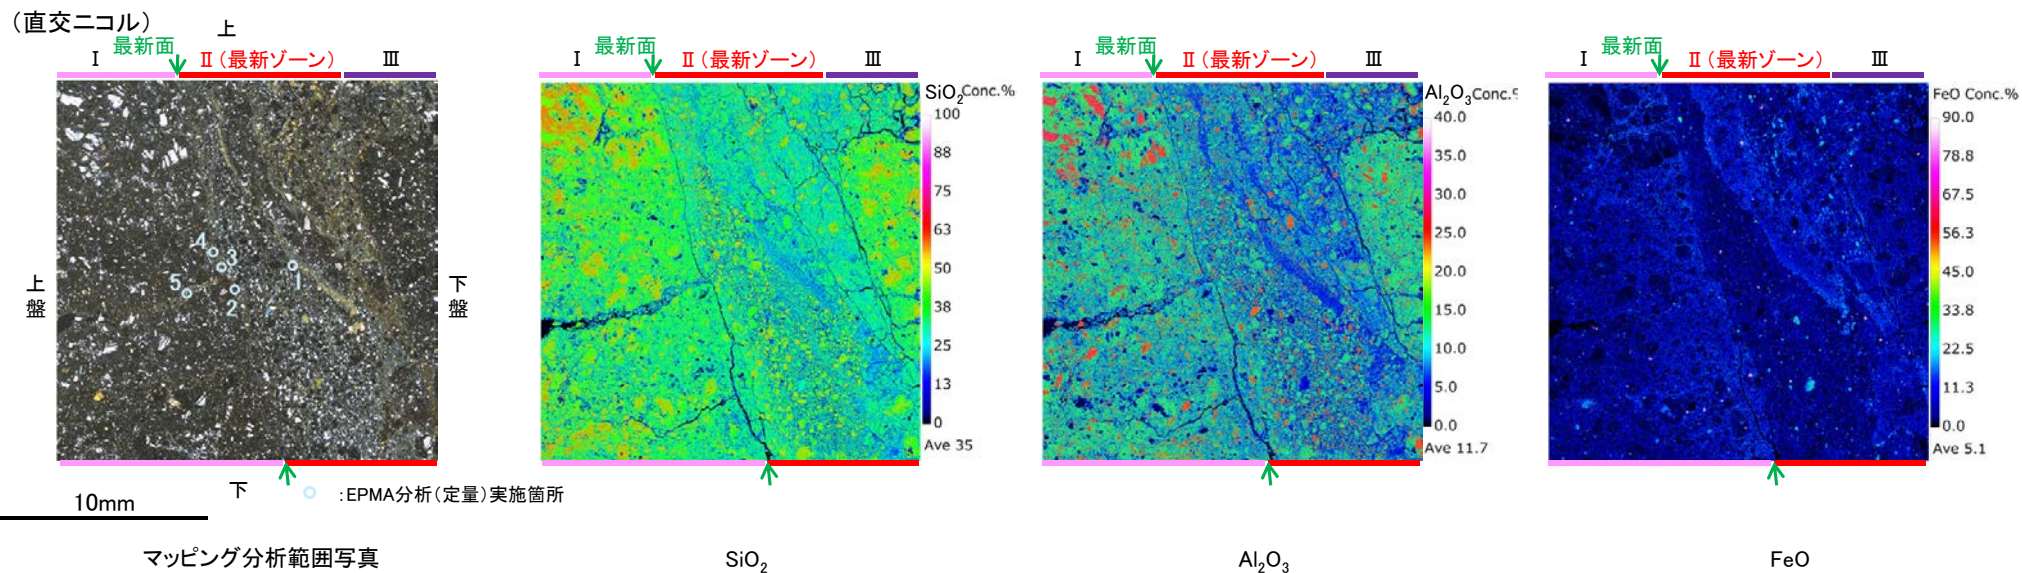 (直交ニコル)
上
最新面
Ⅰ
Ⅱ(最新ゾーン)
Ⅲ
上盤
下盤
4
3
5
2
1
下
:EPMA分析(定量)実施箇所
10mm
マッピング分析範囲写真
最新面
Ⅰ
Ⅱ(最新ゾーン)
Ⅲ
SiO2 Conc.%
100
88
75
63
50
38
25
13
0
Ave 35
SiO2
最新面
Ⅰ
Ⅱ(最新ゾーン)
Ⅲ
Al2O3 Conc.
40.0
35.0
30.0
25.0
20.0
15.0
10.0
5.0
0.0
Ave 11.7
Al2O3
最新面
Ⅰ
Ⅱ(最新ゾーン)
Ⅲ
FeO Conc.%
90.0
78.8
67.5
56.3
45.0
33.8
22.5
11.3
0.0
Ave 5.1
FeO